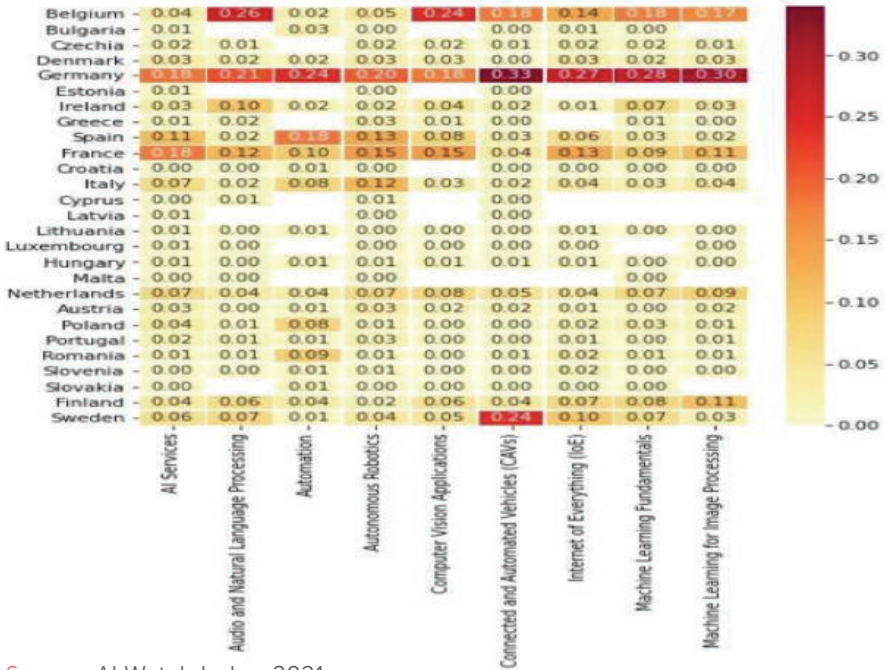 Belgium 0.04 0.26 0.02 0.05 0.24 0.18 0.14 0.18 0.17
Bulgaria 0.01 0.03 0.00 0.00 0.01 0.00
Czechia 0.02 0.01 0.02 0.02 0.01 0.02 0.02 0.01
Denmark 0.03 0.02 0.02 0.03 0.03 0.00 0.03 0.02 0.03
Germany 0.18 0.21 0.24 0.20 0.18 0.33 0.27 0.28 0.30
Estonia 0.01 0.00 0.00
Ireland 0.03 0.10 0.02 0.02 0.04 0.02 0.01 0.07 0.03
Greece 0.01 0.02 0.03 0.01 0.00 0.01 0.00
Spain 0.11 0.02 0.18 0.13 0.08 0.03 0.06 0.03 0.02
France 0.18 0.12 0.10 0.15 0.15 0.04 0.13 0.09 0.11
Croatia 0.00 0.00 0.01 0.00 0.00 0.00 0.00 0.00 0.00
Italy 0.07 0.02 0.08 0.12 0.03 0.02 0.04 0.03 0.04
Cyprus 0.00 0.01 0.01 0.00
Latvia 0.01 0.00 0.00
Lithuania 0.01 0.00 0.01 0.00 0.00 0.00 0.01 0.00 0.00
Luxembourg 0.01 0.00 0.00 0.00 0.00 0.00 0.00
Hungary 0.01 0.00 0.01 0.01 0.01 0.01 0.01 0.00 0.00
Malta 0.00 0.00 0.00 0.00
Netherlands 0.07 0.04 0.04 0.07 0.08 0.05 0.04 0.07 0.09
Austria 0.03 0.00 0.01 0.03 0.02 0.02 0.01 0.00 0.02
Poland 0.04 0.01 0.08 0.01 0.00 0.00 0.02 0.03 0.01
Portugal 0.02 0.01 0.01 0.03 0.00 0.00 0.01 0.01 0.01
Romania 0.01 0.01 0.09 0.01 0.00 0.01 0.02 0.01 0.01
Slovenia 0.00 0.00 0.01 0.01 0.01 0.00 0.02 0.00 0.00
Slovakia 0.00 0.01 0.00 0.00 0.00 0.00 0.00
Finland 0.04 0.06 0.04 0.02 0.06 0.04 0.07 0.08 0.11
Sweden 0.06 0.07 0.01 0.04 0.05 0.24 0.10 0.07 0.03
AI Services
Audio and Natural Language Processing
Automation
Autonomous Robotics
Computer Vision Applications
Connected and Automated Vehicles (CAVs)
Internet of Everything (IoE)
Machine Learning Fundamentals
Machine Learning for Image Processing
0.30
0.25
0.20
0.15
0.10
0.05
0.00